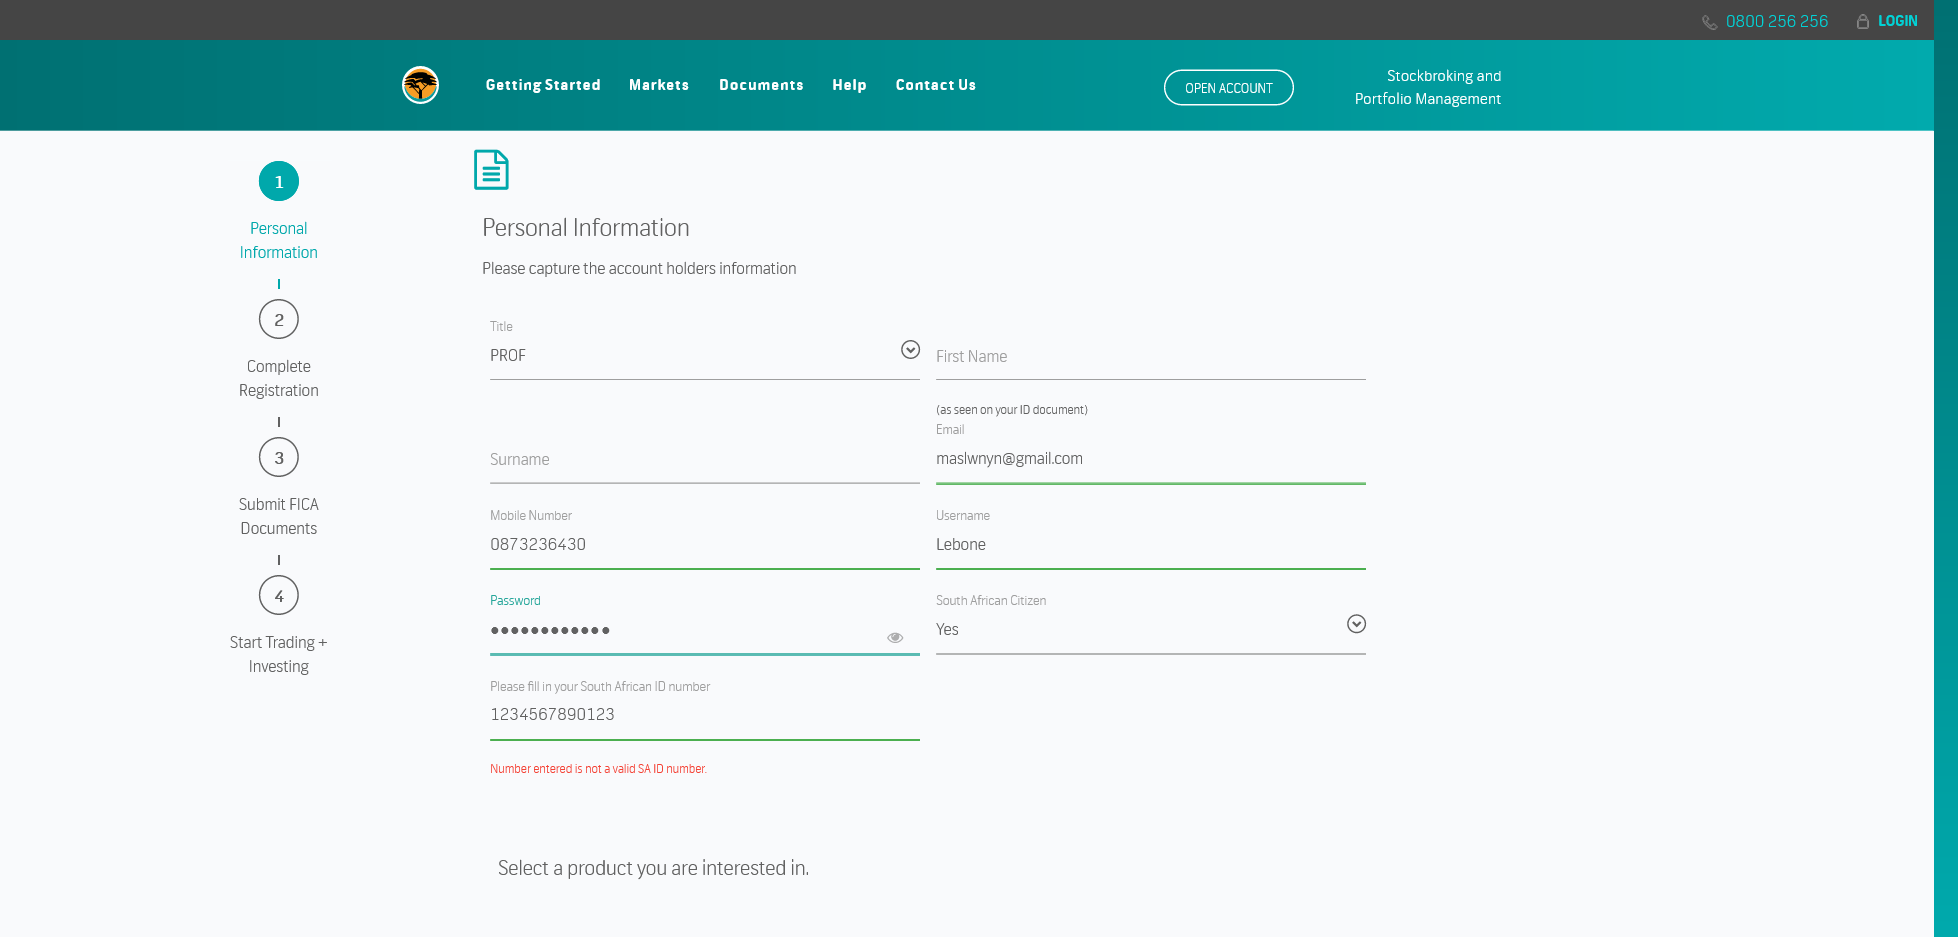 0800 256 256
LOGIN
Getting Started
Markets
Documents
Help
Contact Us
OPEN ACCOUNT
Stockbroking and
Portfolio Management
1
Personal
Information
2
Complete
Registration
3
Submit FICA
Documents
4
Start Trading +
Investing
Personal Information
Please capture the account holders information
Title
PROF
First Name
(as seen on your ID document)
Surname
Email
maslwnyn@gmail.com
Mobile Number
0873236430
Username
Lebone
Password
••••••••••••
South African Citizen
Yes
Please fill in your South African ID number
1234567890123
Number entered is not a valid SA ID number.
Select a product you are interested in.